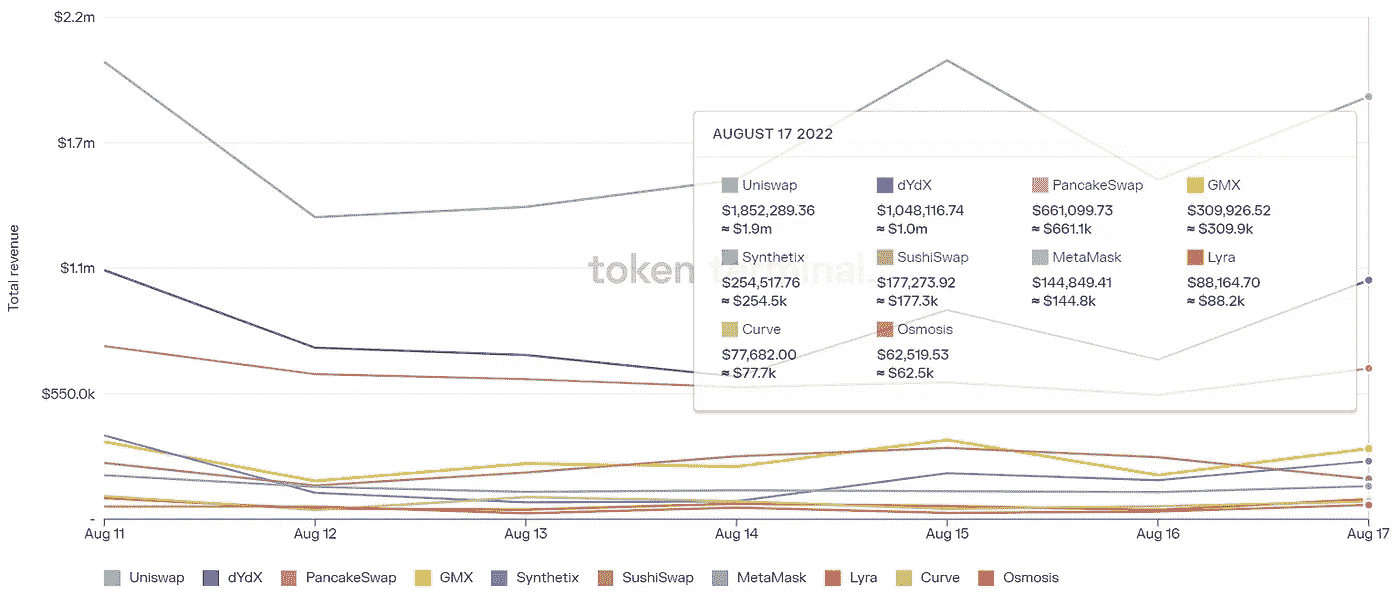 $2.2m
$1.7m
$1.1m
$550.0k
-
Total revenue
token terminal
AUGUST 17 2022
Uniswap dYdX PancakeSwap GMX
$1,852,289.36 $1,048,116.74 $661,099.73 $309,926.52
≈ $1.9m ≈ $1.0m ≈ $661.1k ≈ $309.9k
Synthetix SushiSwap MetaMask Lyra
$254,517.76 $177,273.92 $144,849.41 $88,164.70
≈ $254.5k ≈ $177.3k ≈ $144.8k ≈ $88.2k
Curve Osmosis
$77,682.00 $62,519.53
≈ $77.7k ≈ $62.5k
Aug 11 Aug 12 Aug 13 Aug 14 Aug 15 Aug 16 Aug 17
Uniswap dYdX PancakeSwap GMX Synthetix SushiSwap MetaMask Lyra Curve Osmosis